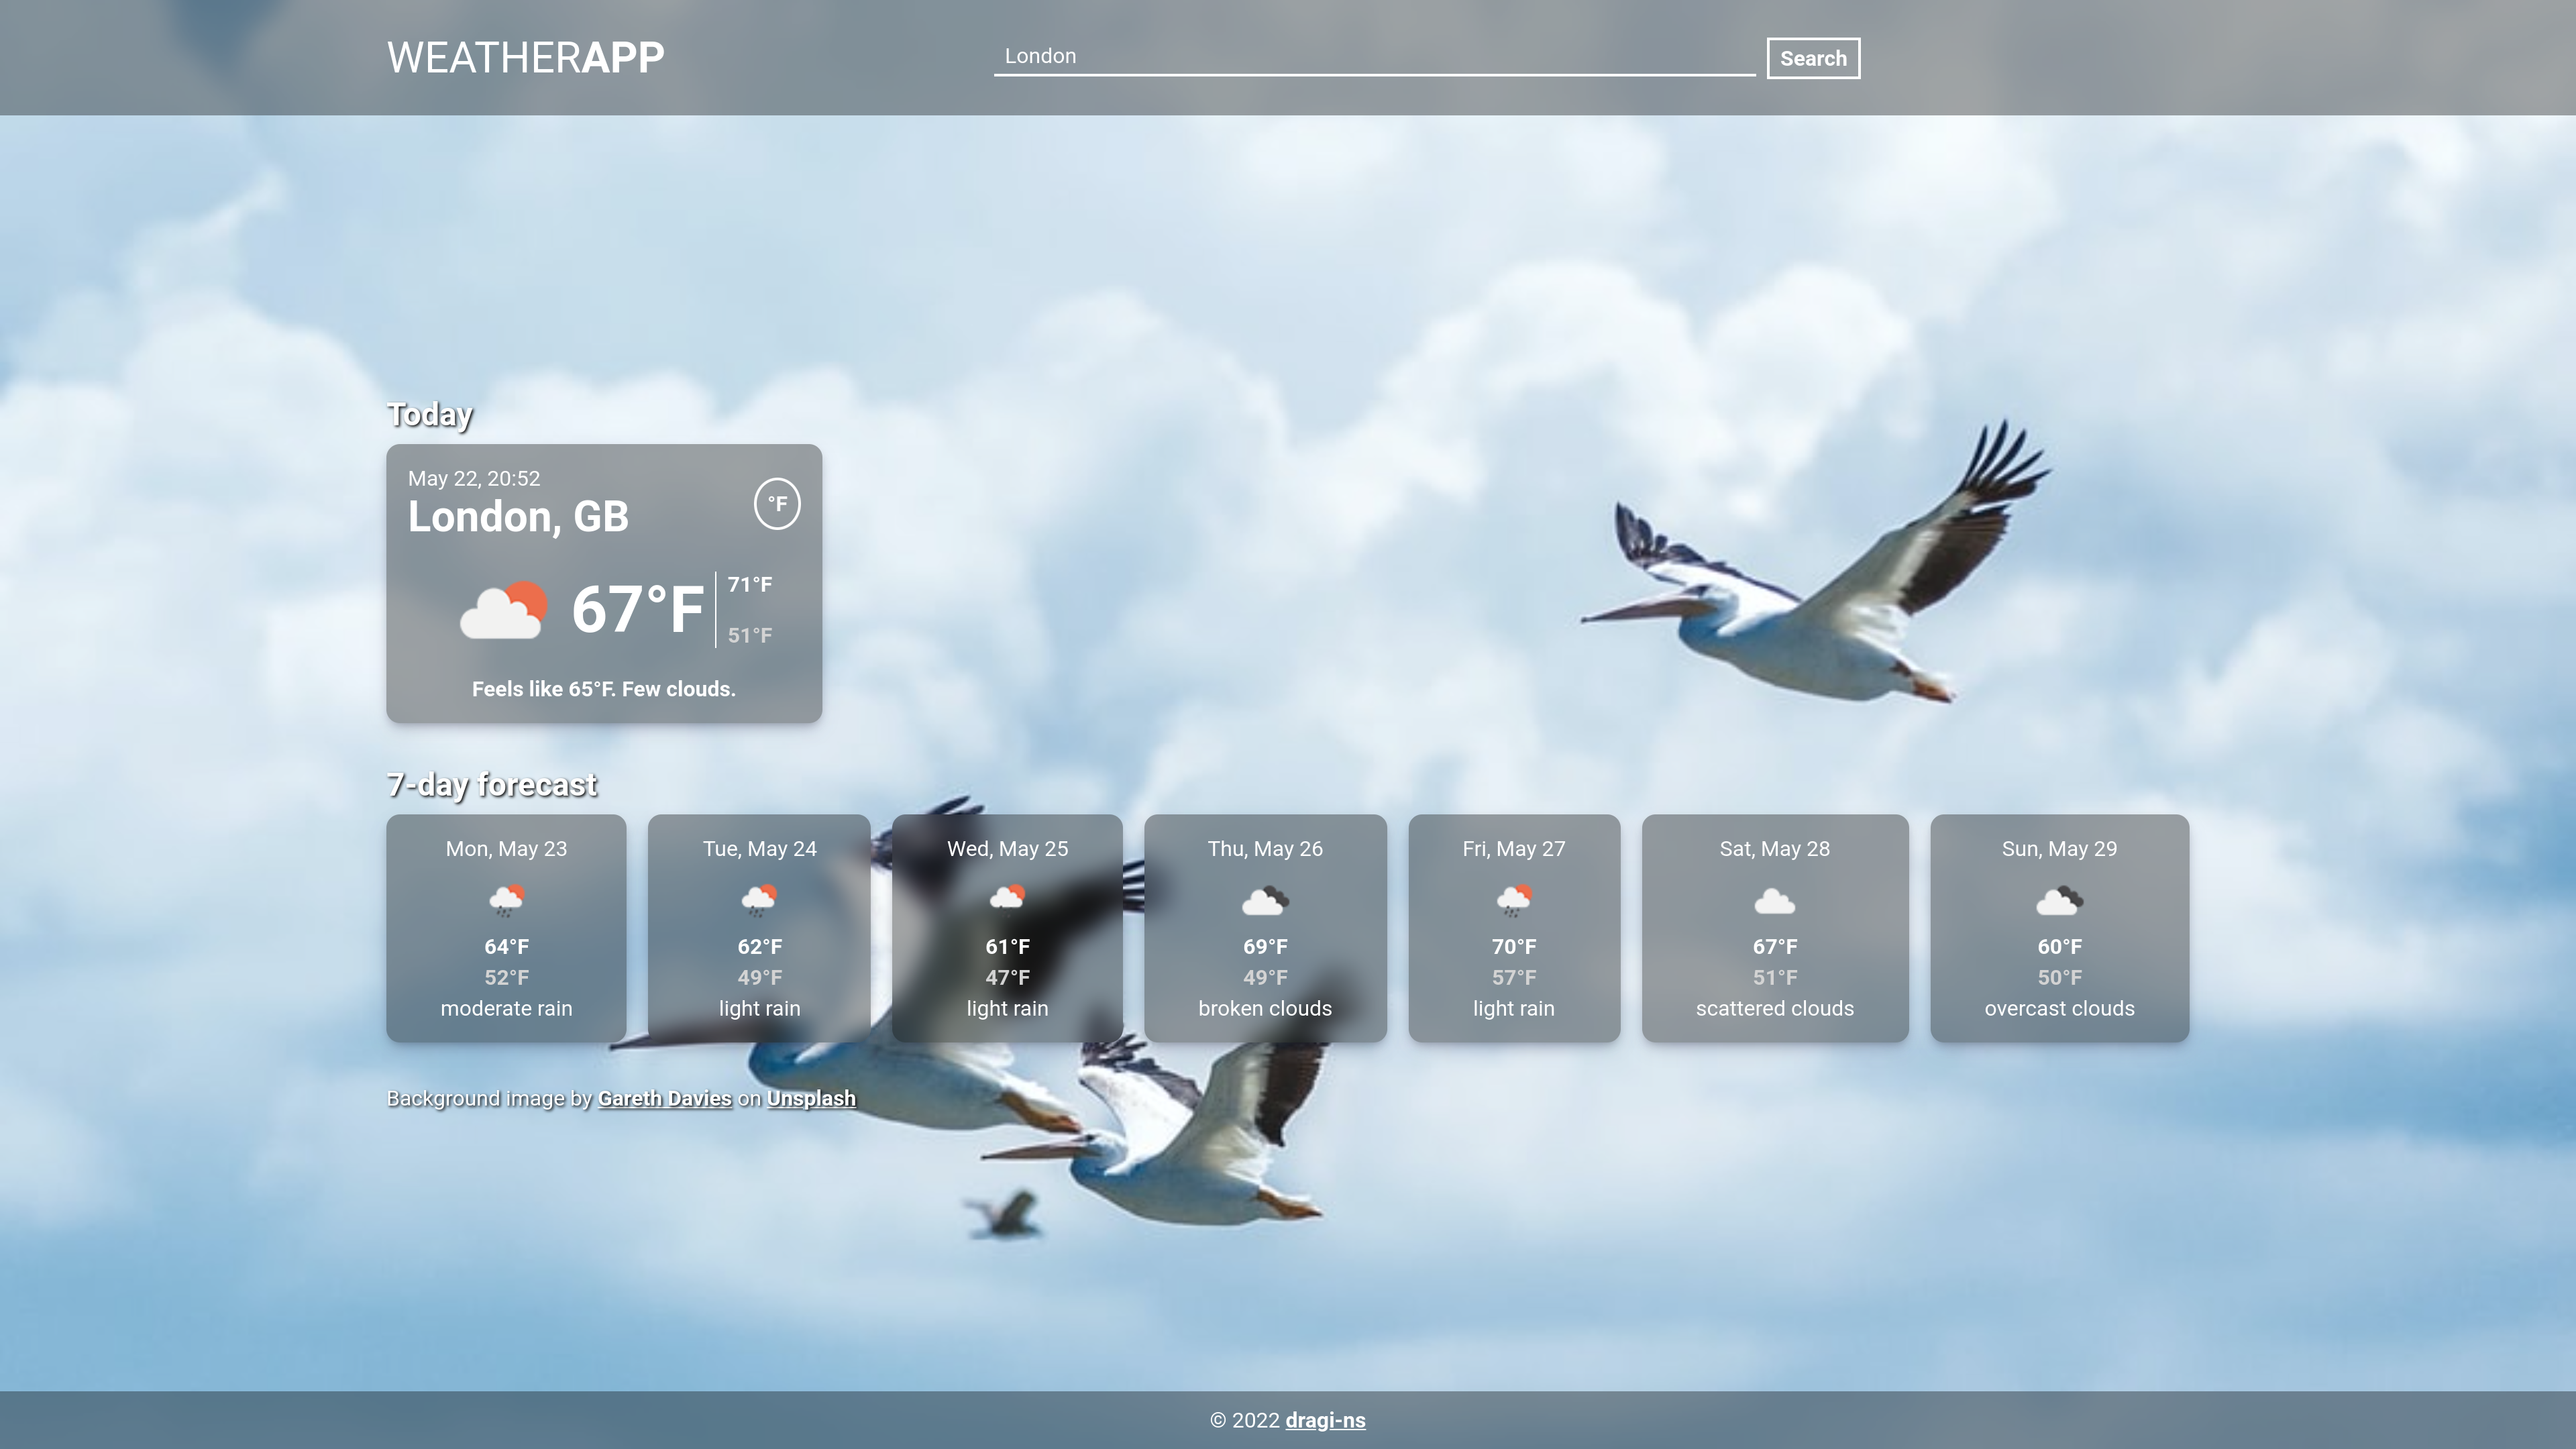 WEATHERAPP
London
Search
Today
May 22, 20:52
London, GB
°F
67°F
71°F
51°F
Feels like 65°F. Few clouds.
7-day forecast
Mon, May 23
64°F
52°F
moderate rain
Tue, May 24
62°F
49°F
light rain
Wed, May 25
61°F
47°F
light rain
Thu, May 26
69°F
49°F
broken clouds
Fri, May 27
70°F
57°F
light rain
Sat, May 28
67°F
51°F
scattered clouds
Sun, May 29
60°F
50°F
overcast clouds
Background image by Gareth Davies on Unsplash
© 2022 dragi-ns